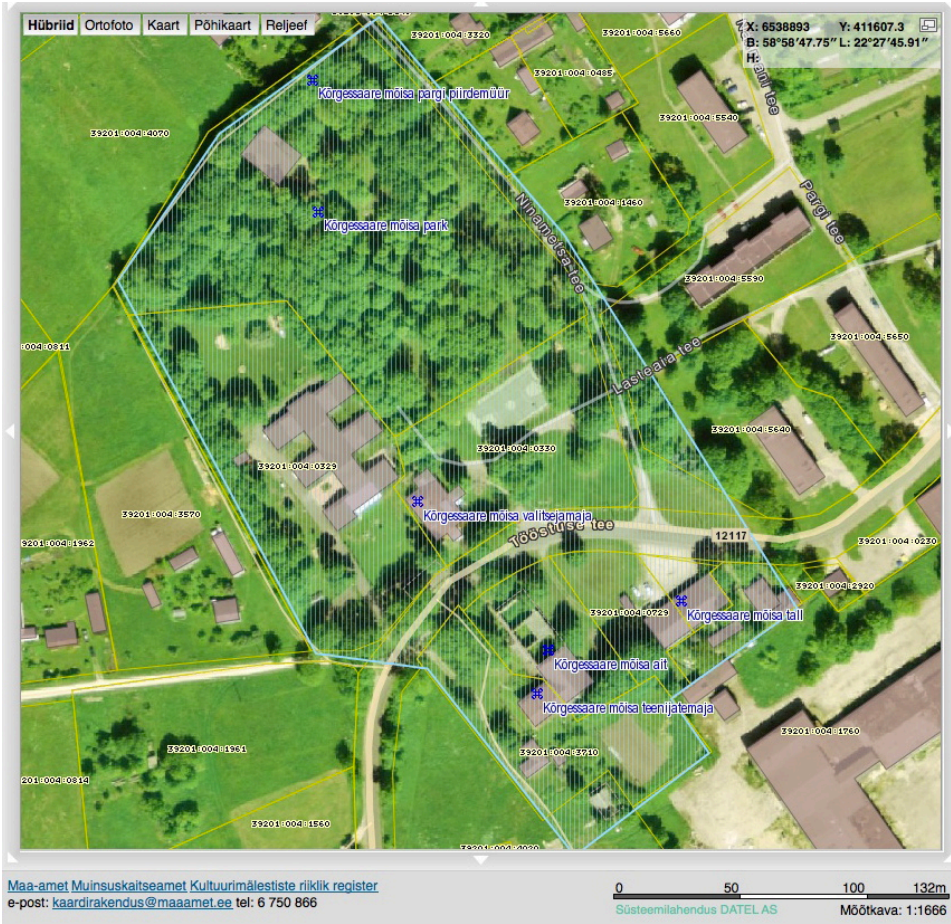 Hübriid Ortofoto Kaart Põhikaart Reljeef
X: 6538893 Y: 411607.3
B: 58°58′47.75″ L: 22°27′45.91″
H:
39201:004:3320
39201:004:5660
39201:004:0485
Kõrgessaare mõisa pargi piirdemüür
39201:004:5540
39201:004:4070
Pargi tee
39201:004:1460
Kõrgessaare mõisa park
Ninametsa tee
39201:004:5590
:004:0811
39201:004:5650
Lasteaia tee
39201:004:5640
39201:004:0330
39201:004:0329
39201:004:3570
Kõrgessaare mõisa valitsejamaja
Tööstuse tee
12117
9201:004:1962
39201:004:0230
39201:004:2920
39201:004:0729
Kõrgessaare mõisa tall
Kõrgessaare mõisa ait
Kõrgessaare mõisa teenijatemaja
39201:004:1760
39201:004:1961
39201:004:3710
201:004:0814
39201:004:1560
39201:004:4020
Maa-amet Muinsuskaitseamet Kultuurimälestiste riiklik register
e-post: kaardirakendus@maaamet.ee tel: 6 750 866
0 50 100 132m
Süsteemilahendus DATEL AS Mõõtkava: 1:1666